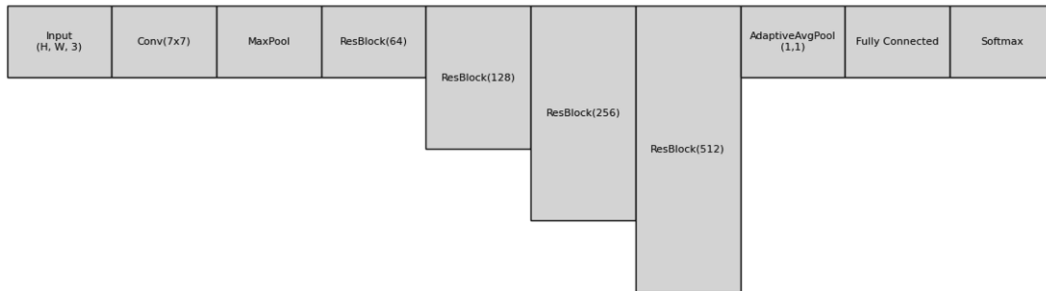 Input
(H, W, 3)
Conv(7x7)
MaxPool
ResBlock(64)
ResBlock(128)
ResBlock(256)
ResBlock(512)
AdaptiveAvgPool
(1,1)
Fully Connected
Softmax